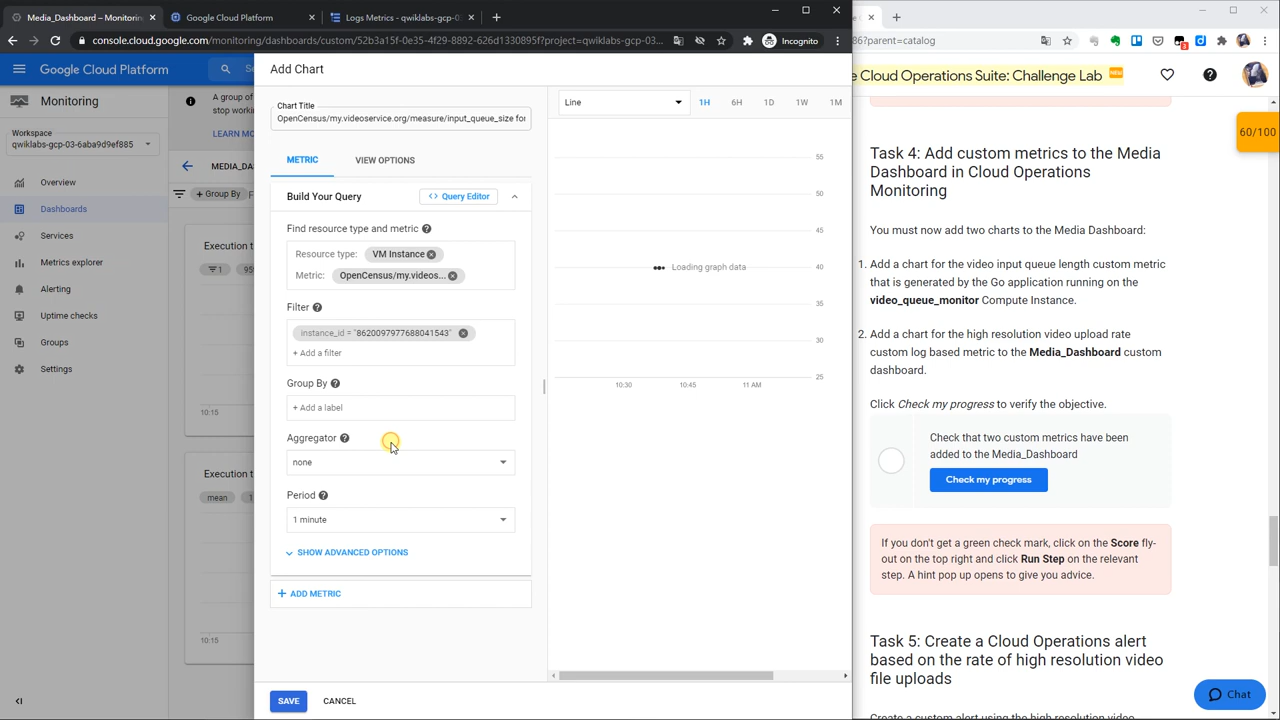 Media_Dashboard – Monitorin
Google Cloud Platform
Logs Metrics - qwiklabs-gcp-03
console.cloud.google.com/monitoring/dashboards/custom/52b3a15f-0e35-4f29-8892-626d1330895f?project=qwiklabs-gcp-03...
Incognito
86?parent=catalog
Google Cloud Platform
Monitoring
Workspace
qwiklabs-gcp-03-6aba9d9ef885
Overview
Dashboards
Services
Metrics explorer
Alerting
Uptime checks
Groups
Settings
A group of
stop workin
LEARN MO
MEDIA_DA
+ Group By
Execution t
1
95
10:15
Execution t
mean
1
10:15
Add Chart
Chart Title
OpenCensus/my.videoservice.org/measure/input_queue_size for
METRIC
VIEW OPTIONS
Build Your Query
<> Query Editor
Find resource type and metric
Resource type:
VM Instance
Metric:
OpenCensus/my.videos...
Filter
instance_id = "8620097977688041543"
+ Add a filter
Group By
+ Add a label
Aggregator
none
Period
1 minute
SHOW ADVANCED OPTIONS
+ ADD METRIC
SAVE
CANCEL
Line
1H
6H
1D
1W
1M
55
50
45
40
35
30
25
Loading graph data
10:30
10:45
11 AM
e Cloud Operations Suite: Challenge Lab
NEW
60/100
Task 4: Add custom metrics to the Media
Dashboard in Cloud Operations
Monitoring
You must now add two charts to the Media Dashboard:
1. Add a chart for the video input queue length custom metric
that is generated by the Go application running on the
video_queue_monitor Compute Instance.
2. Add a chart for the high resolution video upload rate
custom log based metric to the Media_Dashboard custom
dashboard.
Click Check my progress to verify the objective.
Check that two custom metrics have been
added to the Media_Dashboard
Check my progress
If you don't get a green check mark, click on the Score fly-
out on the top right and click Run Step on the relevant
step. A hint pop up opens to give you advice.
Task 5: Create a Cloud Operations alert
based on the rate of high resolution video
file uploads
Create a custom alert using the high resolution video
Chat